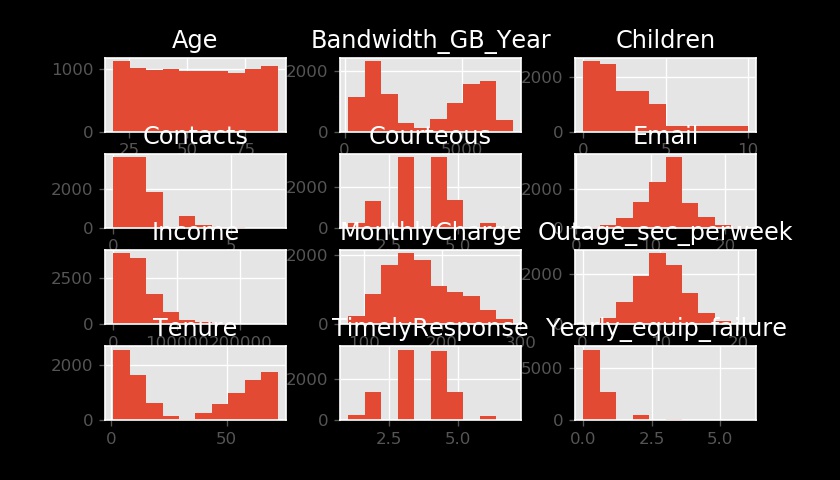 Age Bandwidth_GB_Year Children
1000 2000 2000
0 0 0
25 50 75 0 5000 0 5 10
Contacts Courteous Email
2000 2000 2000
0 0
0 5 2.5 5.0 10 20
Income MonthlyCharge Outage_sec_perweek
2500 2000 2000
0 0
0 100000 200000 100 200 300 0 10 20
Tenure TimelyResponse Yearly_equip_failure
2000 2000 5000
0 0 0
0 50 2.5 5.0 0.0 2.5 5.0